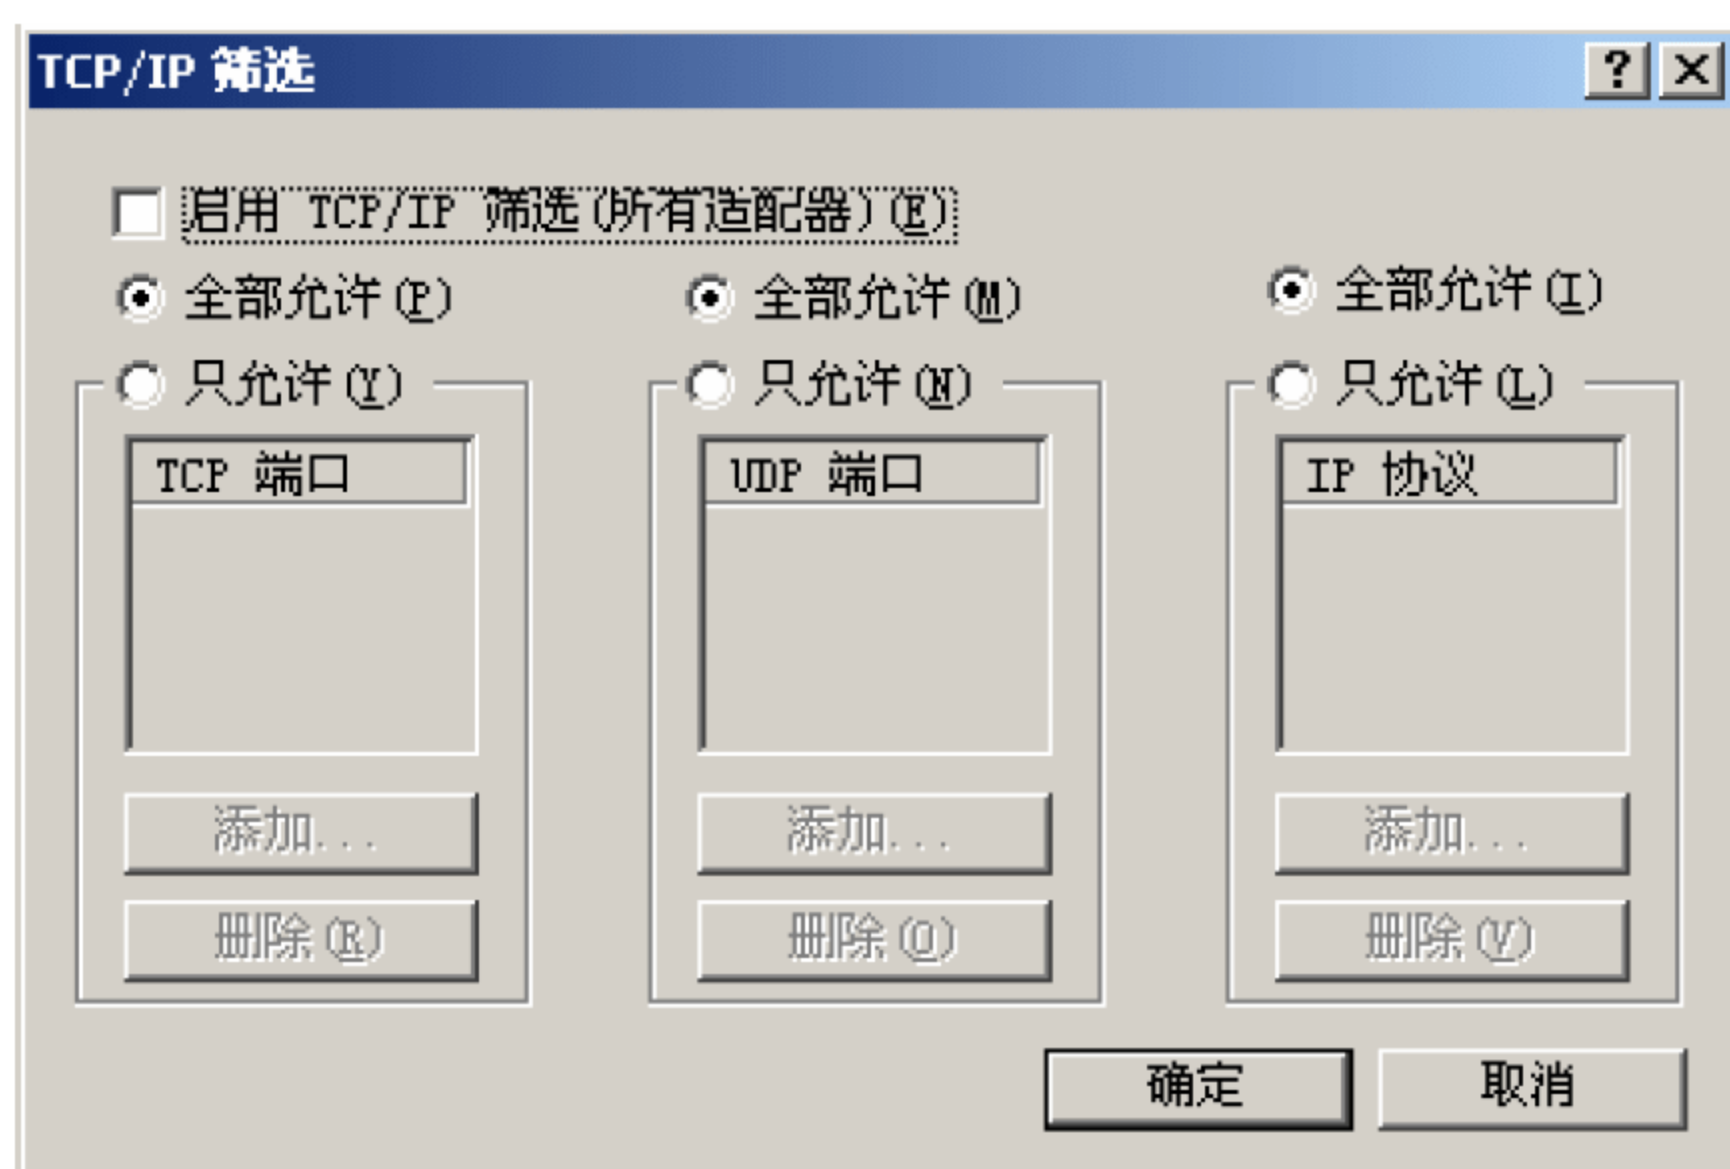 TCP/IP 筛选
启用 TCP/IP 筛选(所有适配器)(E)
全部允许(P) 全部允许(M) 全部允许(I)
只允许(Y) 只允许(N) 只允许(L)
TCP 端口 UDP 端口 IP 协议
添加... 添加... 添加...
删除(R) 删除(O) 删除(V)
确定 取消